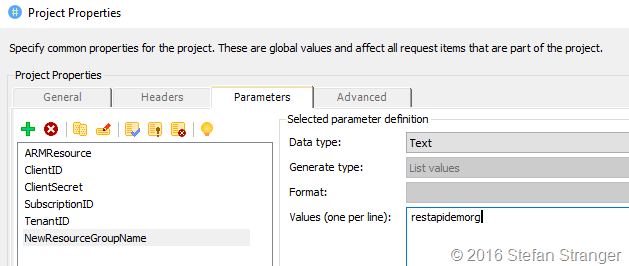 Project Properties
Specify common properties for the project. These are global values and affect all request items that are part of the project.
Project Properties
General
Headers
Parameters
Advanced
ARMResource
ClientID
ClientSecret
SubscriptionID
TenantID
NewResourceGroupName
Selected parameter definition
Data type:
Text
Generate type:
List values
Format:
Values (one per line):
restapidemorg
© 2016 Stefan Stranger